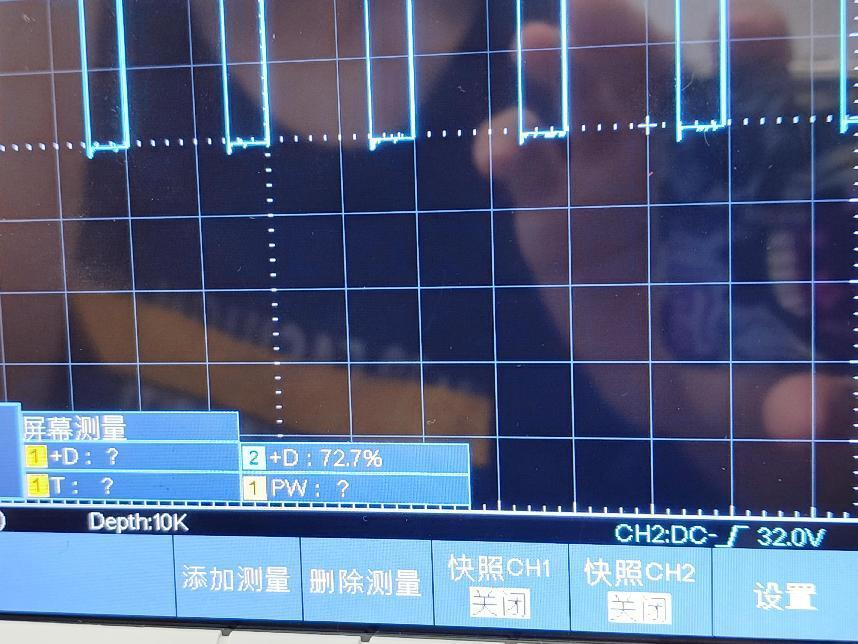 屏幕测量
1 +D : ?
2 +D : 72.7%
1 T : ?
1 PW : ?
Depth:10K
CH2:DC- 32.0V
添加测量
删除测量
快照CH1
关闭
快照CH2
关闭
设置